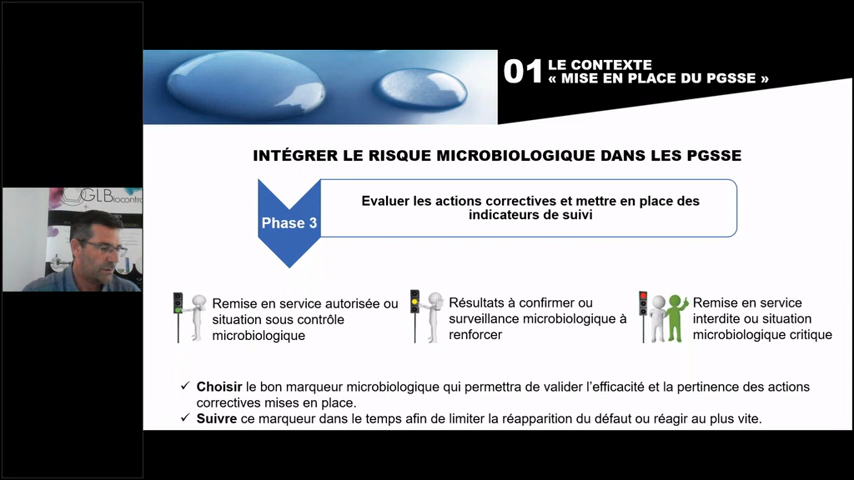 01 LE CONTEXTE
« MISE EN PLACE DU PGSSE »
INTÉGRER LE RISQUE MICROBIOLOGIQUE DANS LES PGSSE
Phase 3
Evaluer les actions correctives et mettre en place des
indicateurs de suivi
Remise en service autorisée ou
situation sous contrôle
microbiologique
Résultats à confirmer ou
surveillance microbiologique à
renforcer
Remise en service
interdite ou situation
microbiologique critique
✓ Choisir le bon marqueur microbiologique qui permettra de valider l'efficacité et la pertinence des actions
correctives mises en place.
✓ Suivre ce marqueur dans le temps afin de limiter la réapparition du défaut ou réagir au plus vite.
GLBiocontro